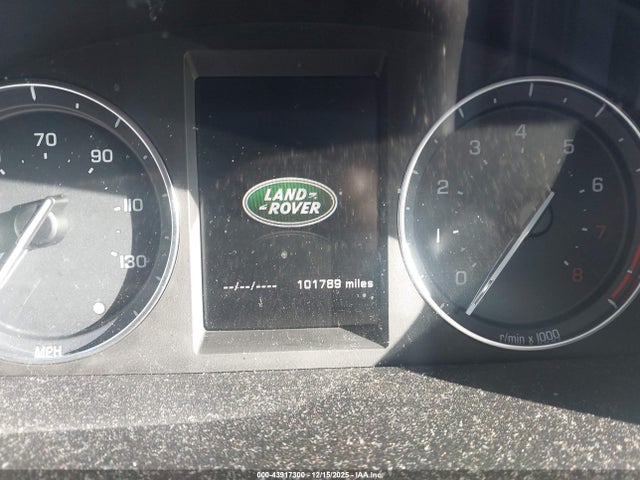 70
90
110
130
MPH
LAND-
-ROVER
--/--/----
101789 miles
0
1
2
3
4
5
6
7
8
r/min x 1000
000-43917300 - 12/15/2025 - IAA Inc.